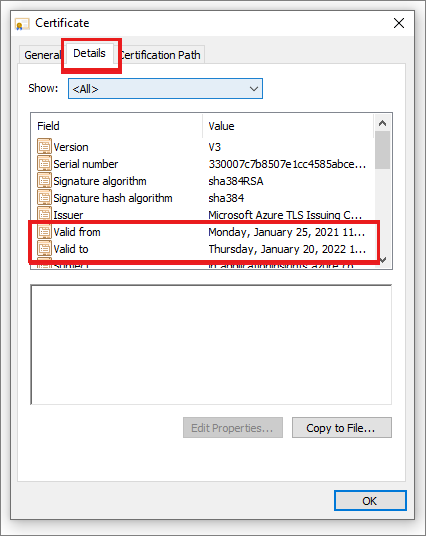 Certificate
General Details Certification Path
Show: <All>
Field Value
Version V3
Serial number 330007c7b8507e1cc4585abce...
Signature algorithm sha384RSA
Signature hash algorithm sha384
Issuer Microsoft Azure TLS Issuing C...
Valid from Monday, January 25, 2021 11...
Valid to Thursday, January 20, 2022 1...
Edit Properties... Copy to File...
OK